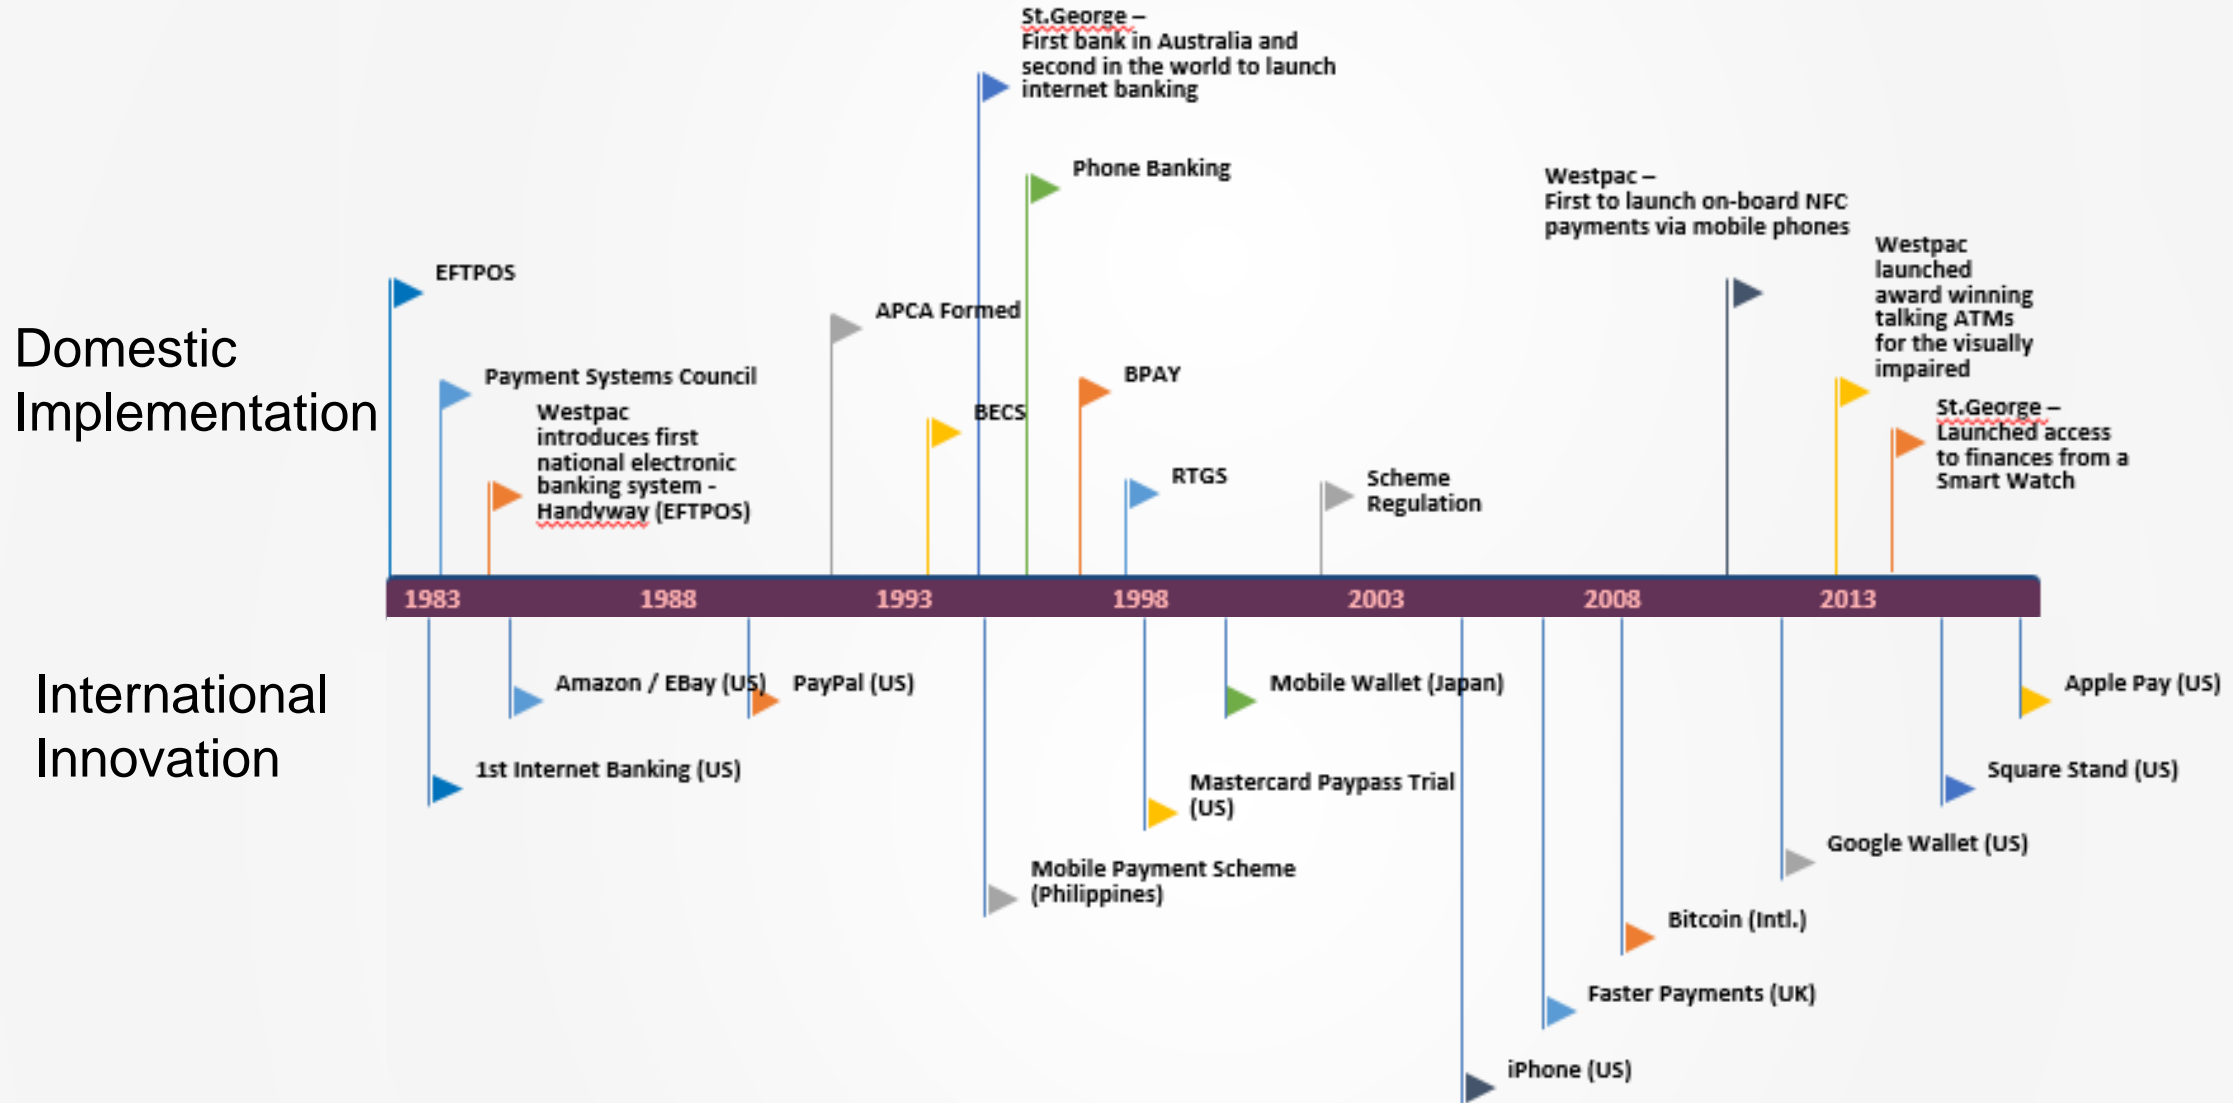 St.George –
First bank in Australia and
second in the world to launch
internet banking
Phone Banking
Westpac –
First to launch on-board NFC
payments via mobile phones
Westpac
launched
award winning
talking ATMs
for the visually
impaired
EFTPOS
APCA Formed
Domestic
Implementation
Payment Systems Council
BPAY
Westpac
introduces first
national electronic
banking system -
Handyway (EFTPOS)
BECS
St.George –
Launched access
to finances from a
Smart Watch
RTGS
Scheme
Regulation
1983 1988 1993 1998 2003 2008 2013
International
Innovation
Amazon / EBay (US)
PayPal (US)
Mobile Wallet (Japan)
Apple Pay (US)
1st Internet Banking (US)
Mastercard Paypass Trial
(US)
Square Stand (US)
Mobile Payment Scheme
(Philippines)
Google Wallet (US)
Bitcoin (Intl.)
Faster Payments (UK)
iPhone (US)